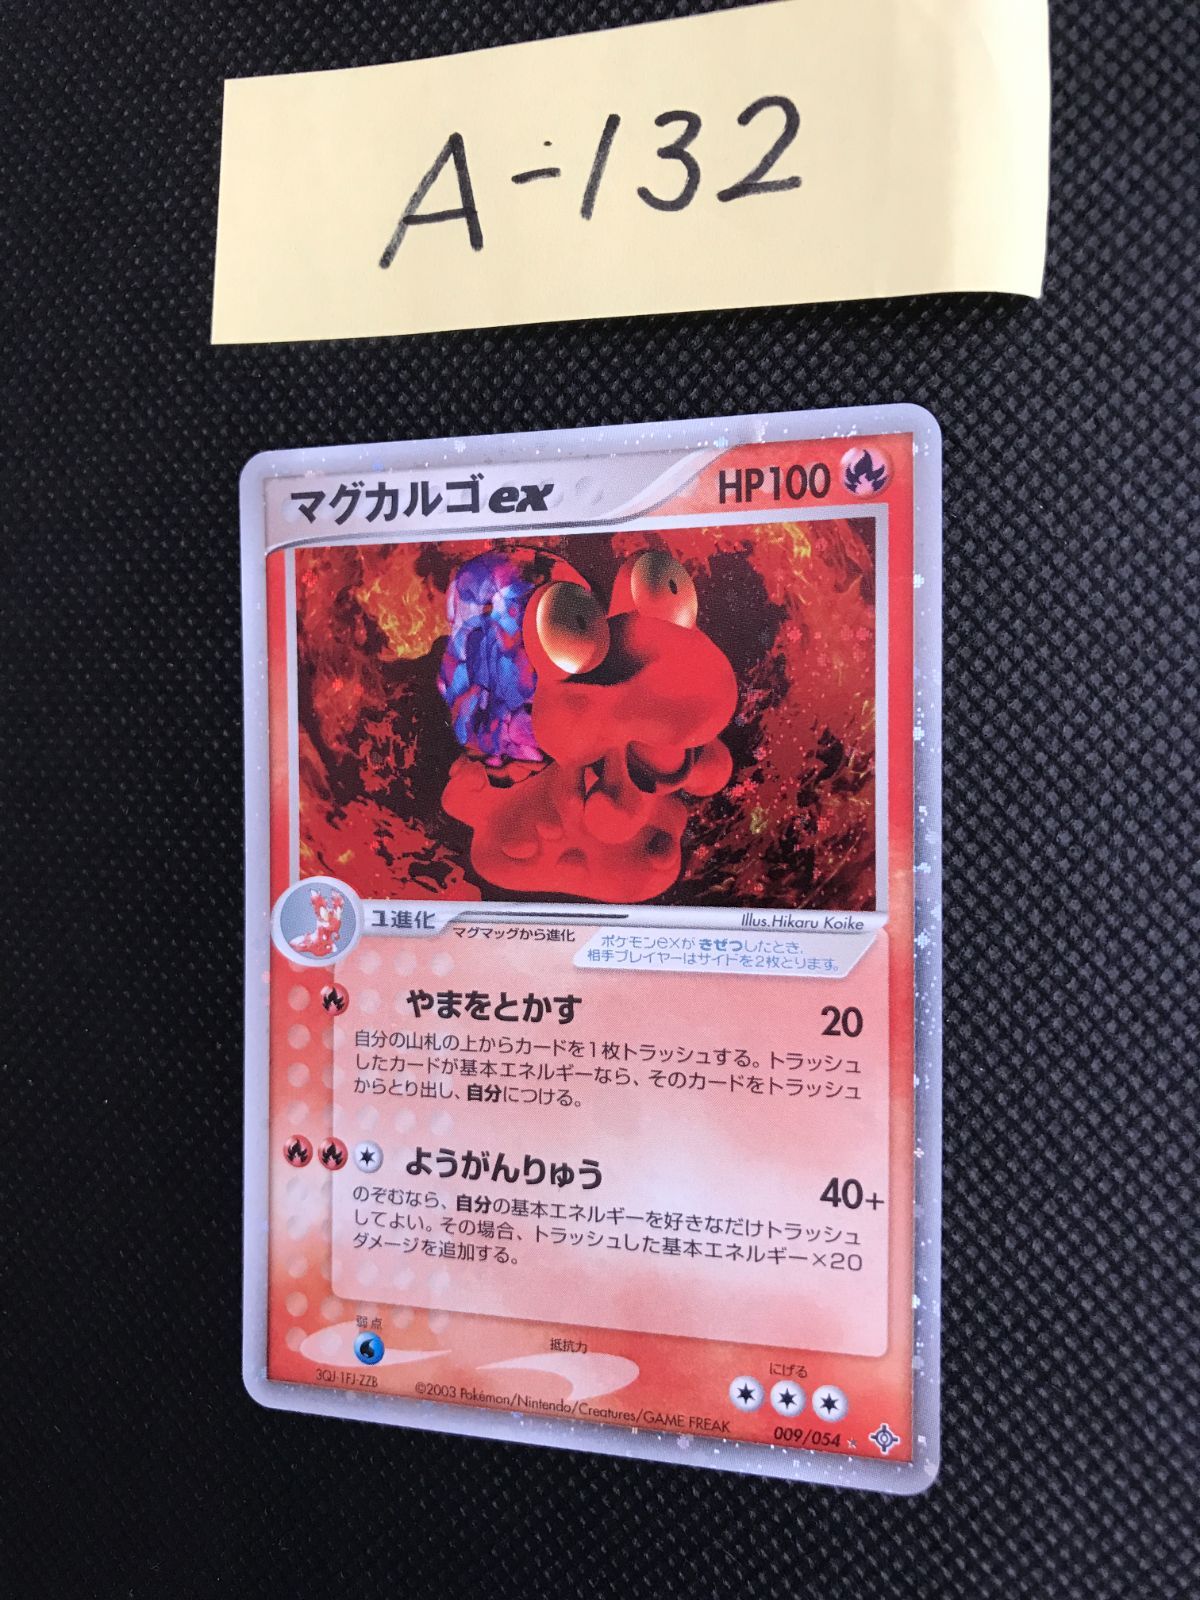 A-132
マグカルゴex HP100
1進化
マグマッグから進化
Illus.Hikaru Koike
ポケモンexが きぜつしたとき、
相手プレイヤーはサイドを2枚とります。
やまをとかす 20
自分の山札の上からカードを1枚トラッシュする。トラッシュ
したカードが基本エネルギーなら、そのカードをトラッシュ
からとり出し、自分につける。
ようがんりゅう 40+
のぞむなら、自分の基本エネルギーを好きなだけトラッシュ
してよい。その場合、トラッシュした基本エネルギー×20
ダメージを追加する。
弱点 抵抗力 にげる
3QJ-1FJ-ZZB
©2003 Pokémon/Nintendo/Creatures/GAME FREAK
009/054